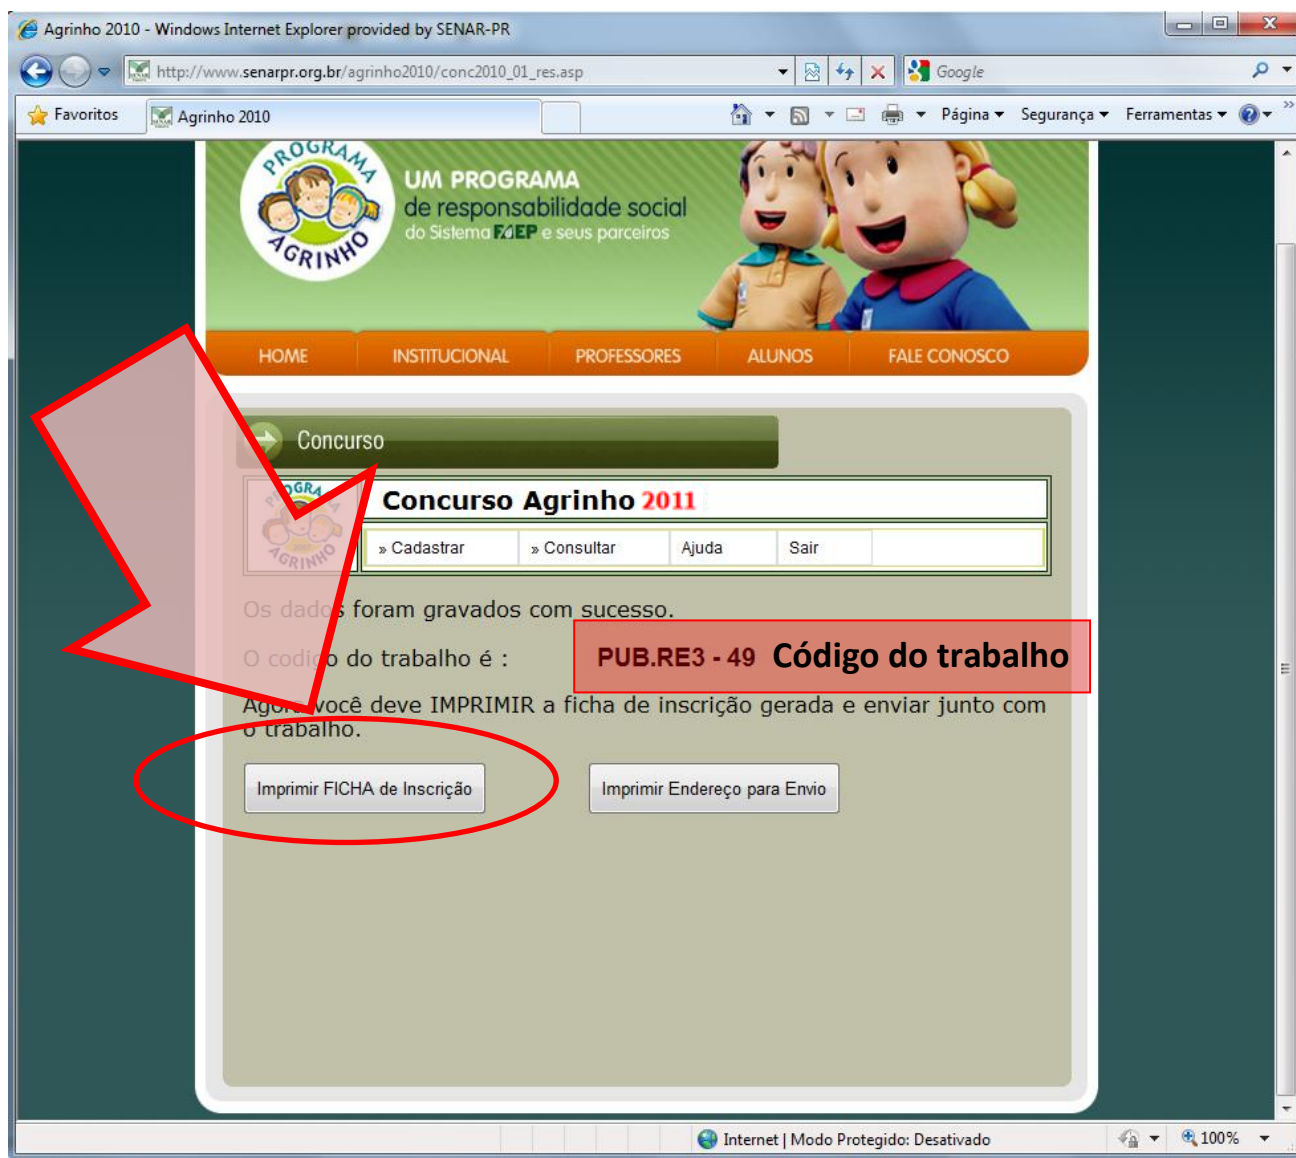 Agrinho 2010 - Windows Internet Explorer provided by SENAR-PR
http://www.senarpr.org.br/agrinho2010/conc2010_01_res.asp
Google
Favoritos
Agrinho 2010
Página
Segurança
Ferramentas
PROGRAMA AGRINHO
UM PROGRAMA
de responsabilidade social
do Sistema FAEP e seus parceiros
HOME
INSTITUCIONAL
PROFESSORES
ALUNOS
FALE CONOSCO
Concurso
Concurso Agrinho 2011
» Cadastrar
» Consultar
Ajuda
Sair
Os dados foram gravados com sucesso.
O codigo do trabalho é :
PUB.RE3 - 49 Código do trabalho
Agora você deve IMPRIMIR a ficha de inscrição gerada e enviar junto com
o trabalho.
Imprimir FICHA de Inscrição
Imprimir Endereço para Envio
Internet | Modo Protegido: Desativado
100%